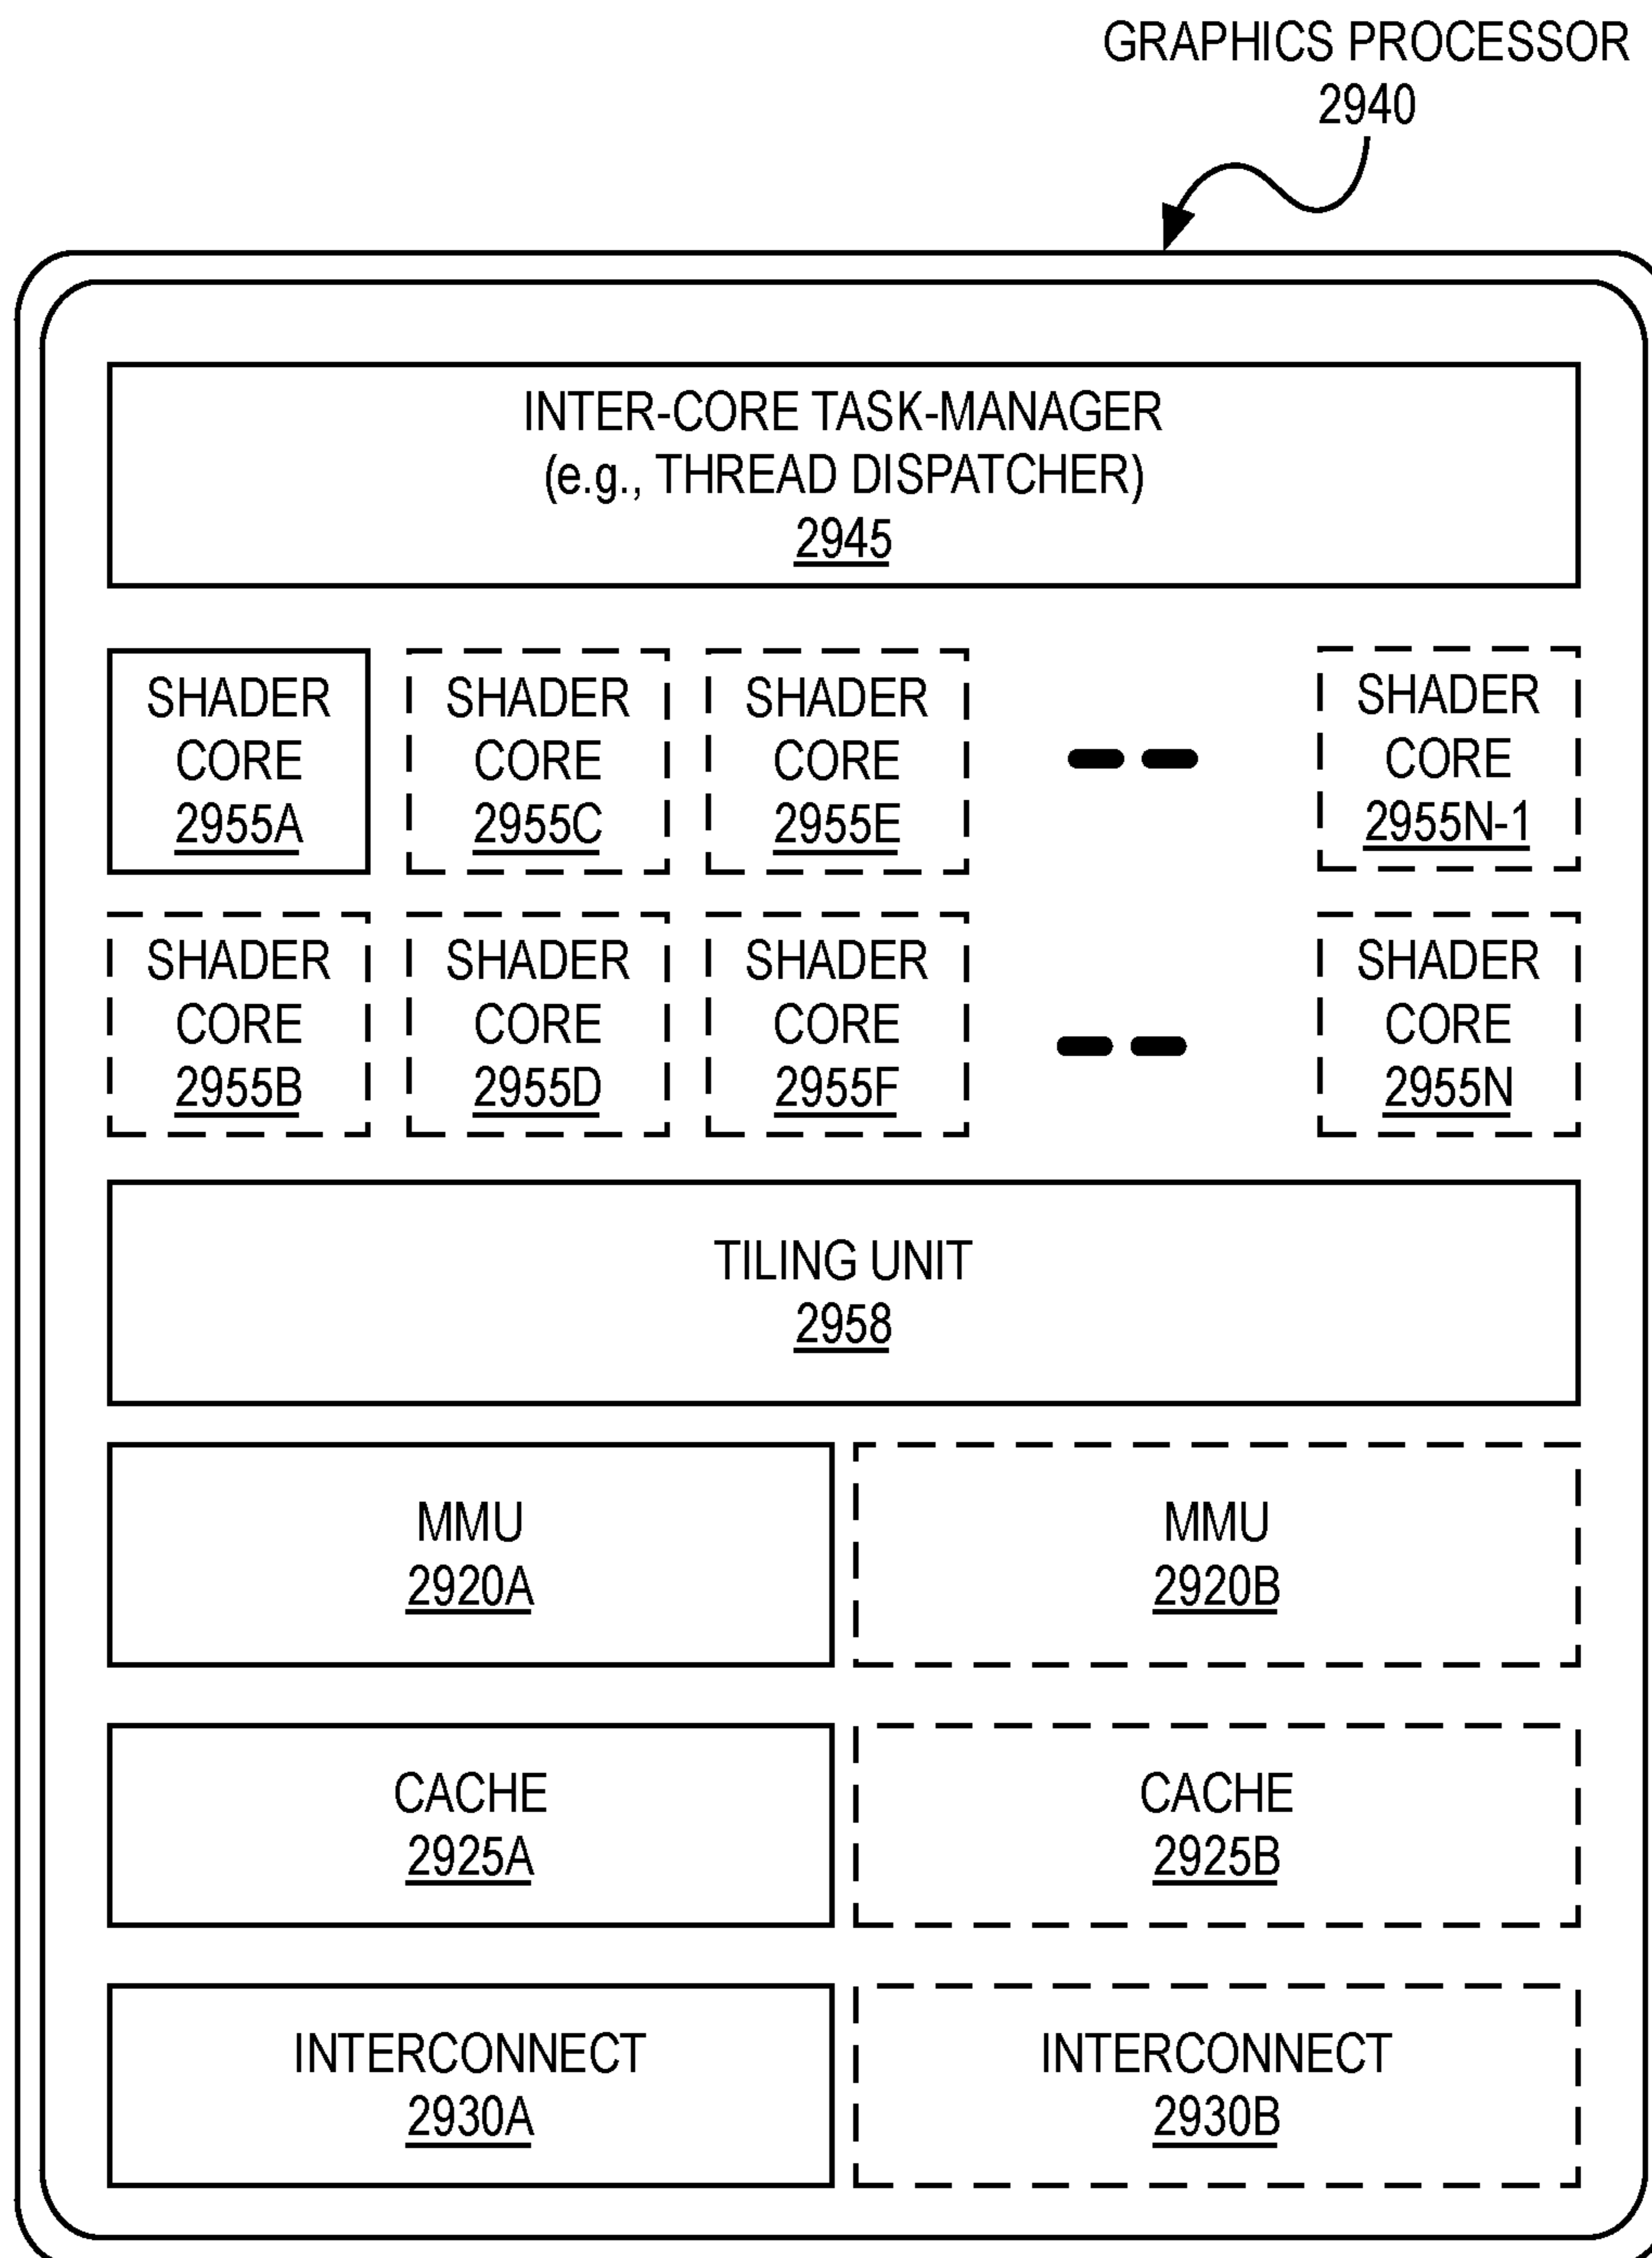 GRAPHICS PROCESSOR
2940
INTER-CORE TASK-MANAGER
(e.g., THREAD DISPATCHER)
2945
SHADER
CORE
2955A
SHADER
CORE
2955C
SHADER
CORE
2955E
SHADER
CORE
2955N-1
SHADER
CORE
2955B
SHADER
CORE
2955D
SHADER
CORE
2955F
SHADER
CORE
2955N
TILING UNIT
2958
MMU
2920A
MMU
2920B
CACHE
2925A
CACHE
2925B
INTERCONNECT
2930A
INTERCONNECT
2930B